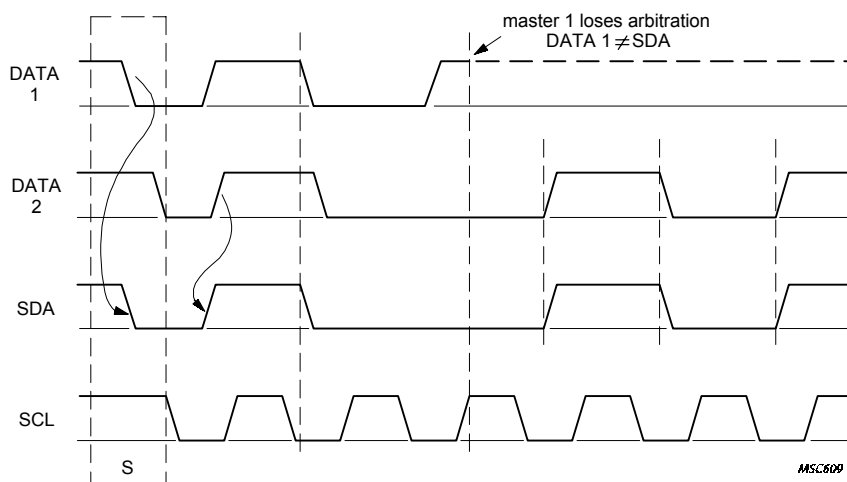 master 1 loses arbitration
DATA 1 ≠ SDA
DATA
1
DATA
2
SDA
SCL
S
MSC609